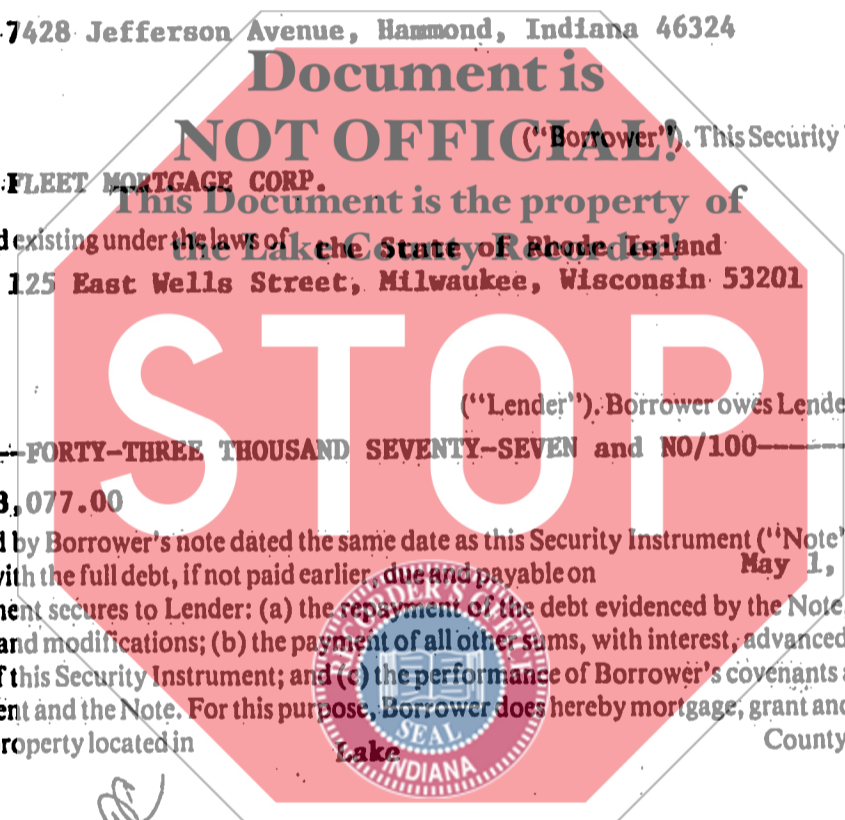 7428 Jefferson Avenue, Hammond, Indiana 46324
Document is
NOT OFFICIAL!
("Borrower"). This Security
FLEET MORTGAGE CORP.
This Document is the property of
existing under the laws of the State of Rhode Island
the Lake County Recorder!
125 East Wells Street, Milwaukee, Wisconsin 53201
STOP
("Lender"). Borrower owes Lende
FORTY-THREE THOUSAND SEVENTY-SEVEN and NO/100
3,077.00
d by Borrower's note dated the same date as this Security Instrument ("Note"
ith the full debt, if not paid earlier, due and payable on May 1,
ent secures to Lender: (a) the repayment of the debt evidenced by the Note
and modifications; (b) the payment of all other sums, with interest, advanced
f this Security Instrument; and (c) the performance of Borrower's covenants a
ent and the Note. For this purpose, Borrower does hereby mortgage, grant and
roperty located in Lake County
RECORDER'S OFFICE
SEAL
INDIANA